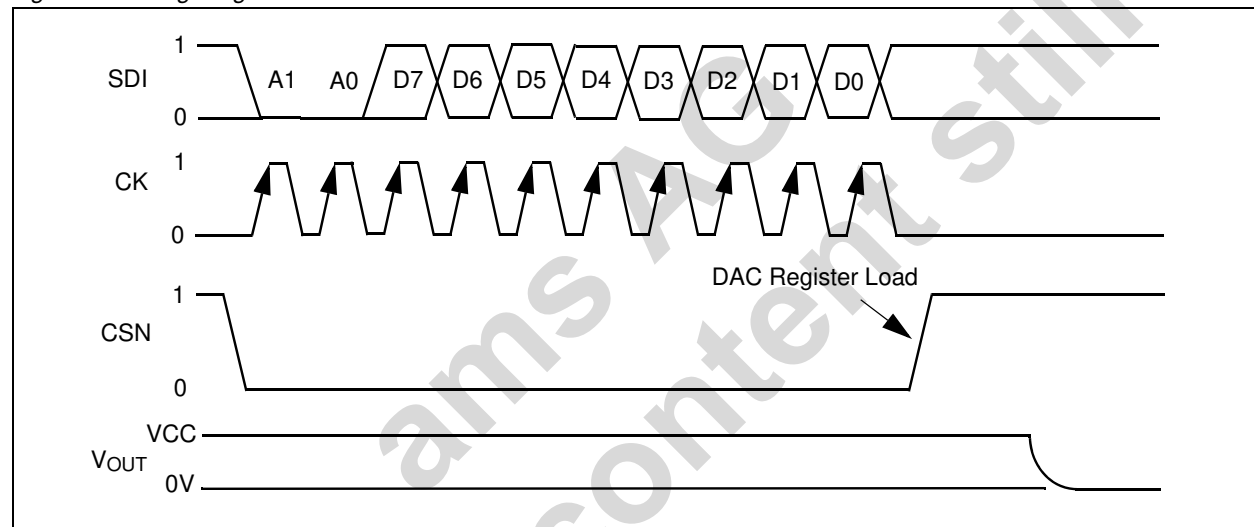 1
SDI
0
A1 A0 D7 D6 D5 D4 D3 D2 D1 D0
1
CK
0
DAC Register Load
1
CSN
0
VCC
VOUT
0V
ams AG
content still